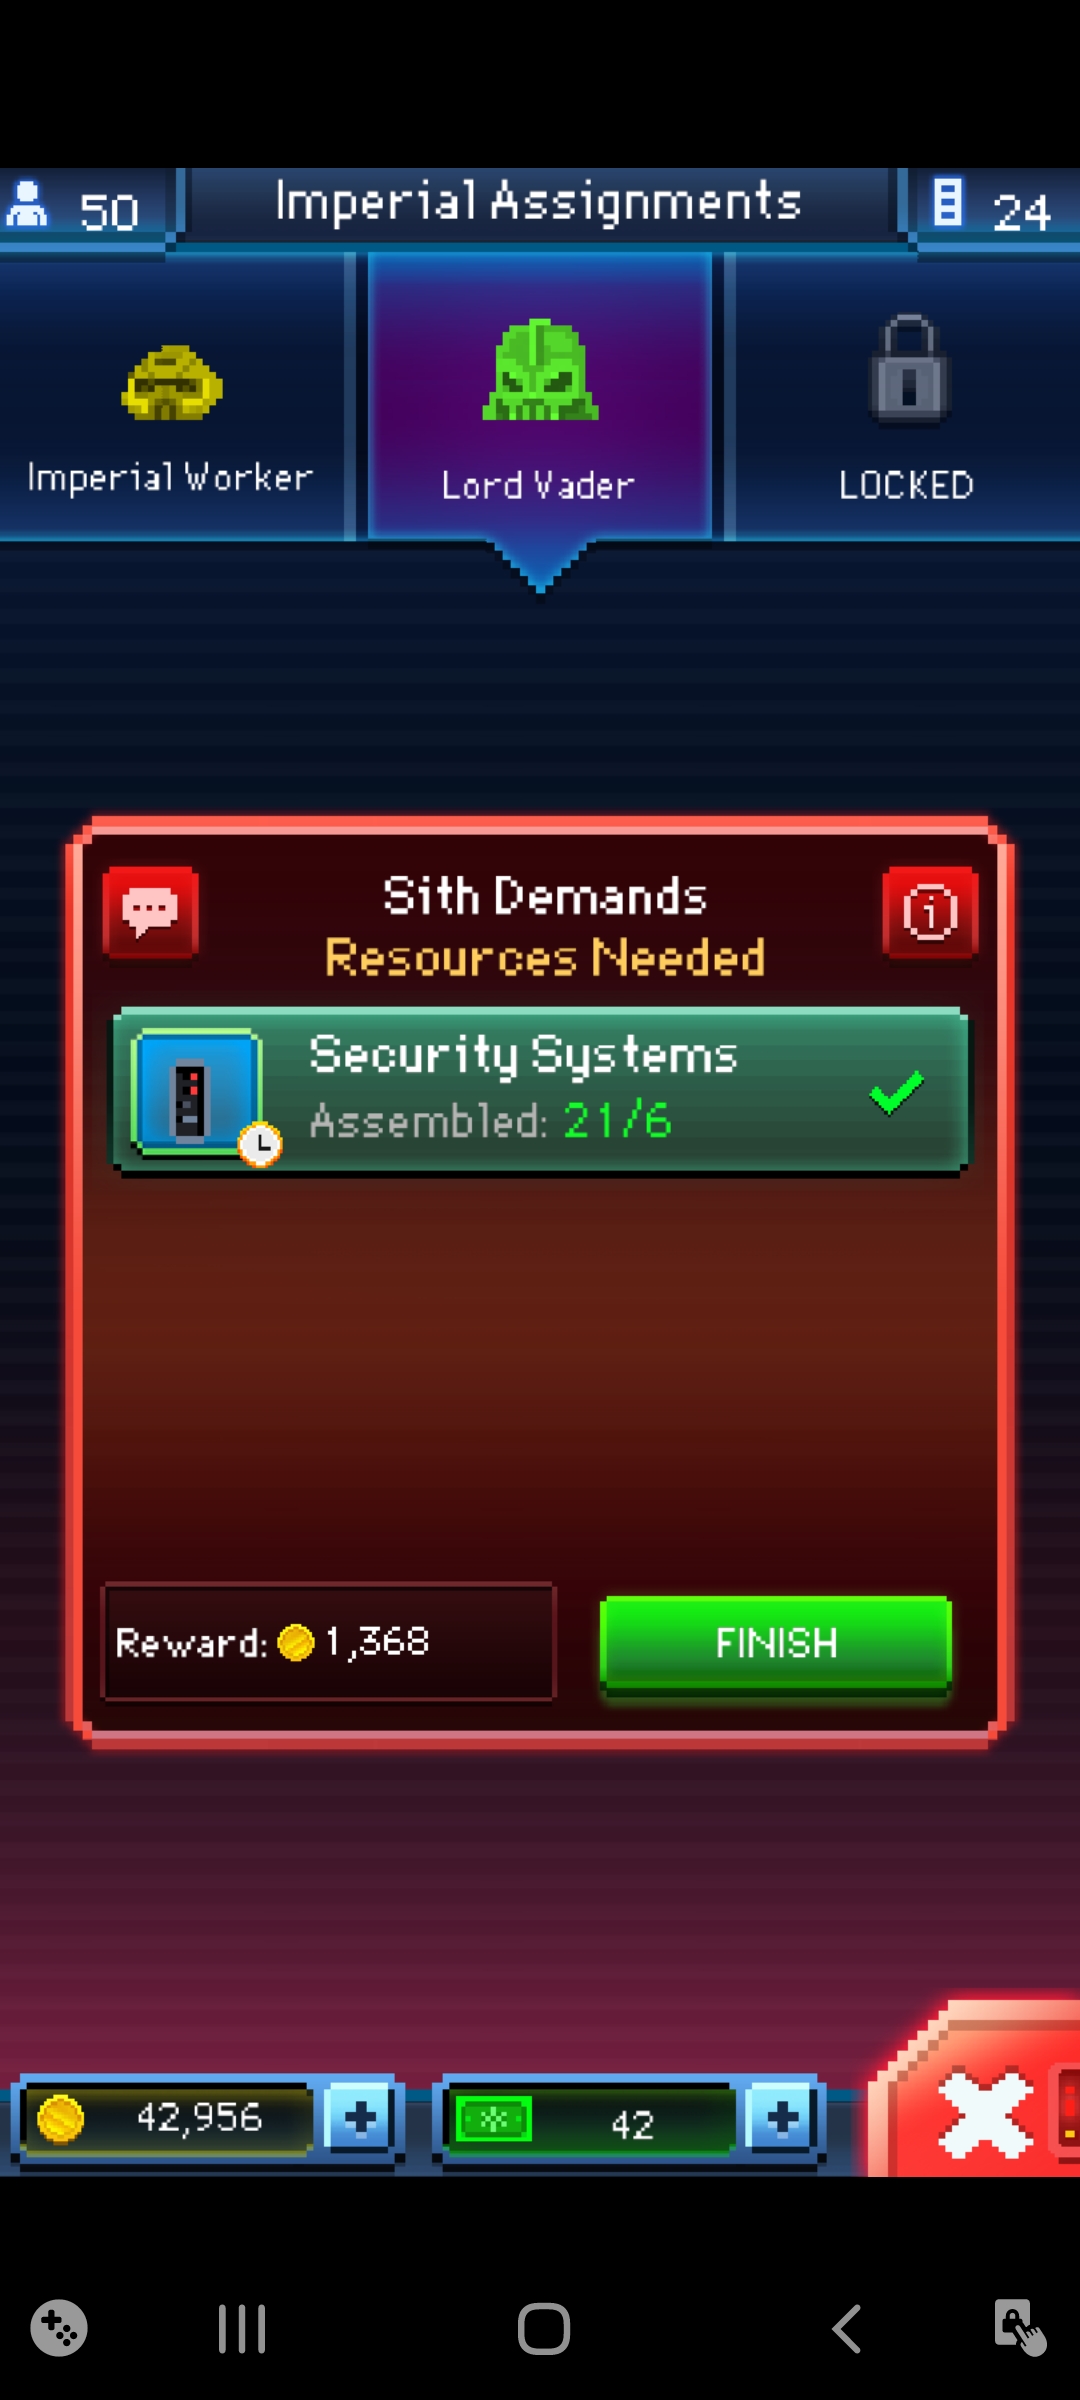 50
Imperial Assignments
24
Imperial Worker
Lord Vader
LOCKED
Sith Demands
Resources Needed
Security Systems
Assembled: 21/6
Reward: 1,368
FINISH
42,956
42